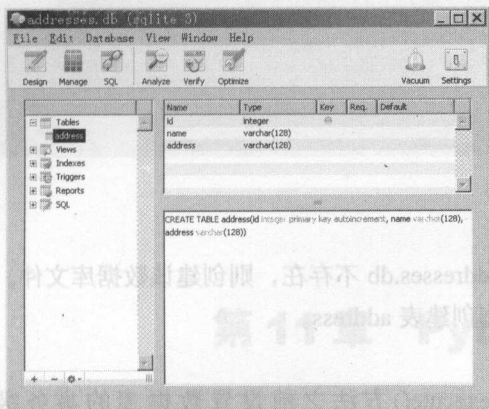 addresses.db (sqlite 3)
File Edit Database View Window Help
Design Manage SQL Analyze Verify Optimize Vacuum Settings
Tables
address
Views
Indexes
Triggers
Reports
SQL
Name Type Key Req. Default
id integer
name varchar(128)
address varchar(128)
CREATE TABLE address(id integer primary key autoincrement, name varchar(128),
address varchar(128))